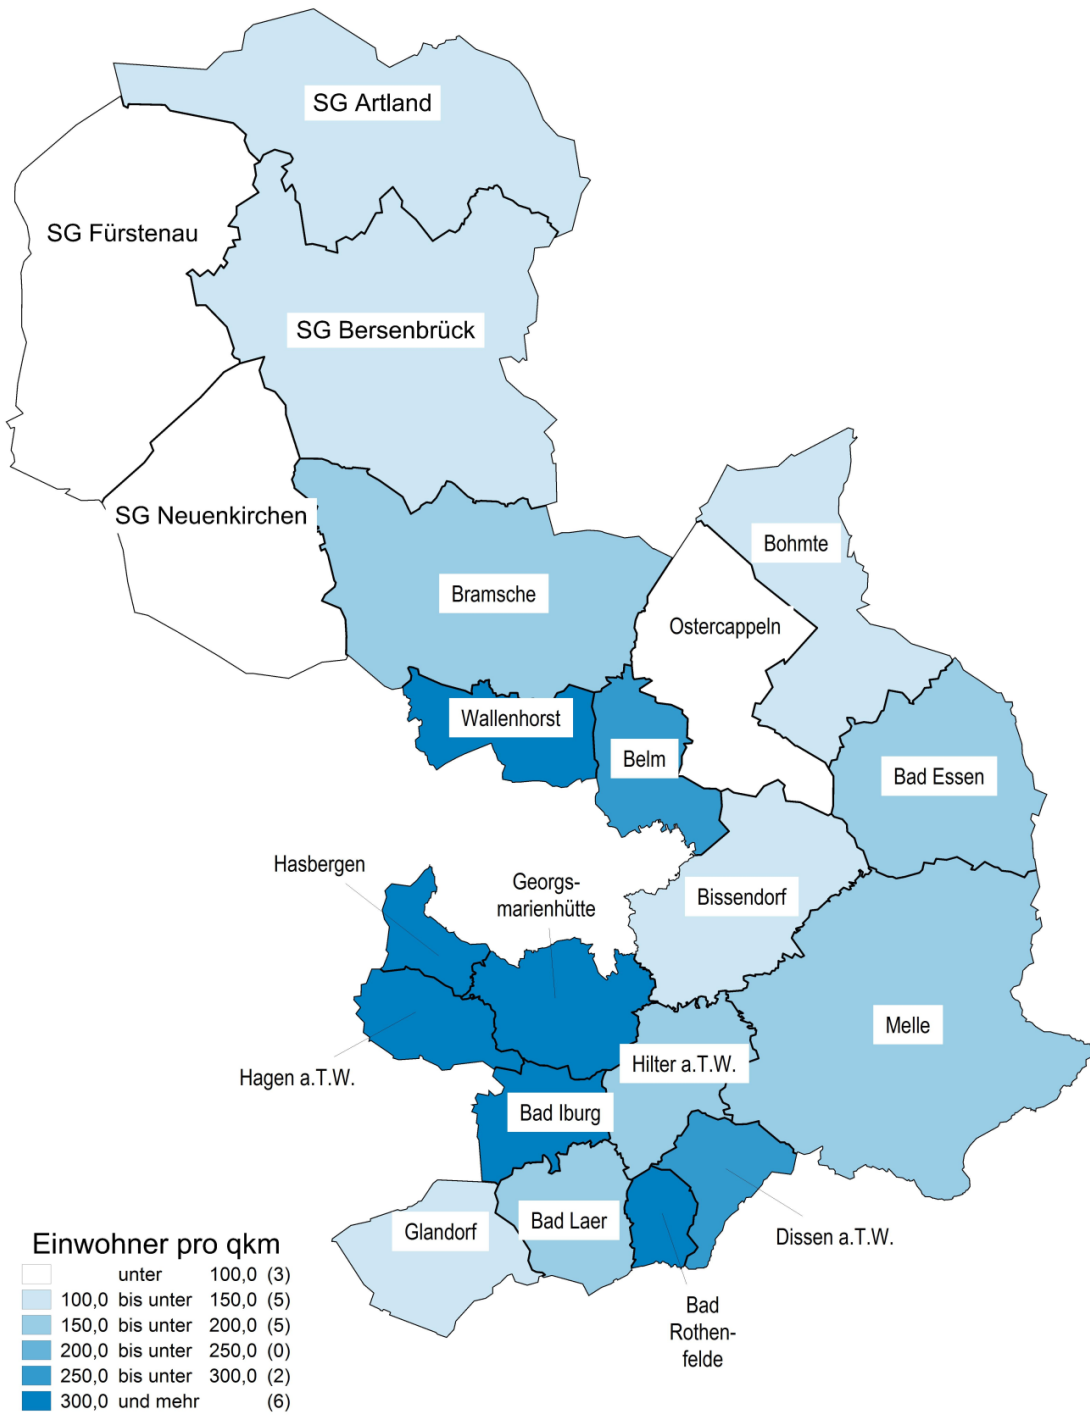 SG Artland
SG Fürstenau
SG Bersenbrück
SG Neuenkirchen
Bohmte
Bramsche
Ostercappeln
Wallenhorst
Belm
Bad Essen
Hasbergen
Georgs-
marienhütte
Bissendorf
Melle
Hagen a.T.W.
Hilter a.T.W.
Bad Iburg
Glandorf
Bad Laer
Dissen a.T.W.
Bad
Rothen-
felde
Einwohner pro qkm
unter 100,0 (3)
100,0 bis unter 150,0 (5)
150,0 bis unter 200,0 (5)
200,0 bis unter 250,0 (0)
250,0 bis unter 300,0 (2)
300,0 und mehr (6)